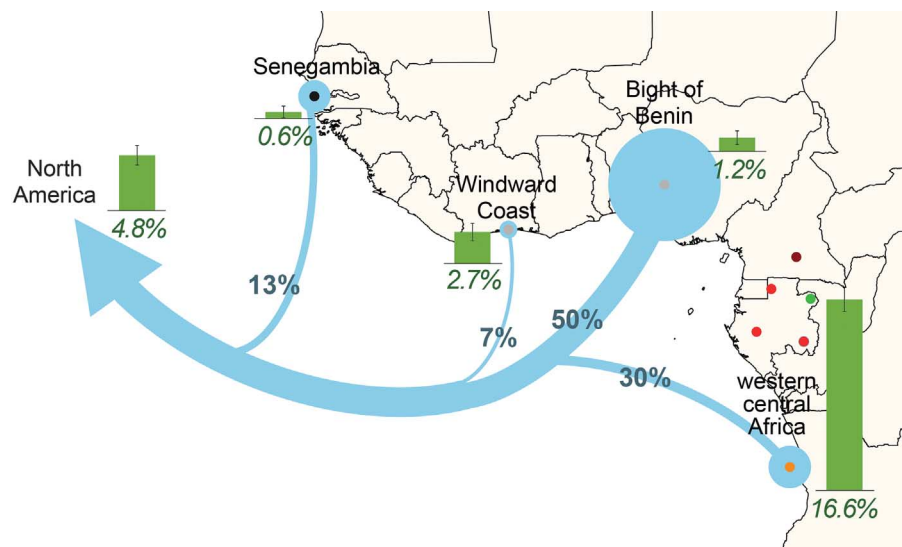 Senegambia
0.6%
Bight of
Benin
1.2%
North
America
4.8%
Windward
Coast
2.7%
13%
7%
50%
30%
western
central
Africa
16.6%